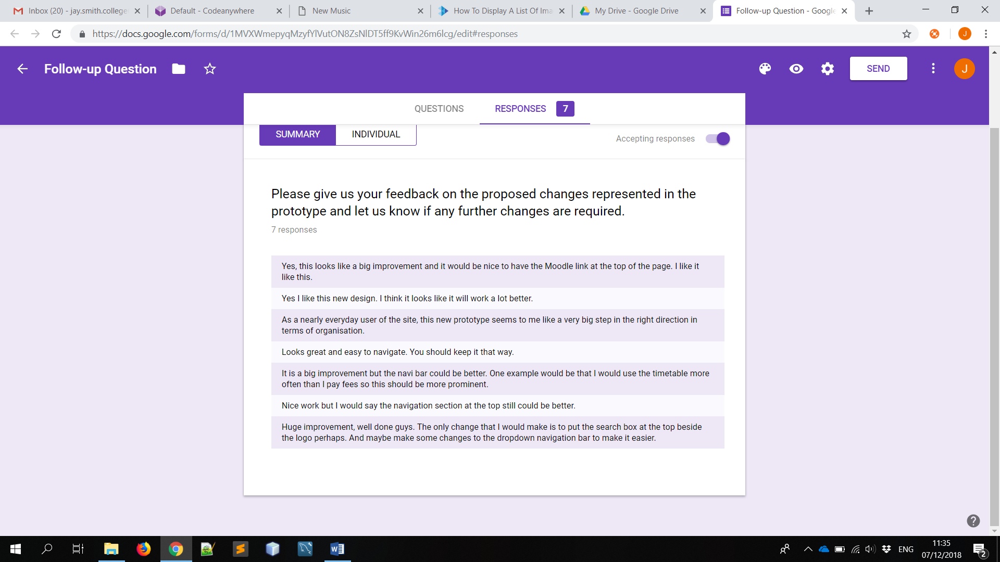 Inbox (20) - jay.smith.college
Default - Codeanywhere
New Music
How To Display A List Of Ima
My Drive - Google Drive
Follow-up Question - Google
https://docs.google.com/forms/d/1MVXWmepyqMzyfYlVutON8ZsNlDT5ff9KvWin26m6lcg/edit#responses
J
Follow-up Question
SEND
J
QUESTIONS
RESPONSES 7
SUMMARY
INDIVIDUAL
Accepting responses
Please give us your feedback on the proposed changes represented in the
prototype and let us know if any further changes are required.
7 responses
Yes, this looks like a big improvement and it would be nice to have the Moodle link at the top of the page. I like it
like this.
Yes I like this new design. I think it looks like it will work a lot better.
As a nearly everyday user of the site, this new prototype seems to me like a very big step in the right direction in
terms of organisation.
Looks great and easy to navigate. You should keep it that way.
It is a big improvement but the navi bar could be better. One example would be that I would use the timetable more
often than I pay fees so this should be more prominent.
Nice work but I would say the navigation section at the top still could be better.
Huge improvement, well done guys. The only change that I would make is to put the search box at the top beside
the logo perhaps. And maybe make some changes to the dropdown navigation bar to make it easier.
ENG
11:35
07/12/2018
2